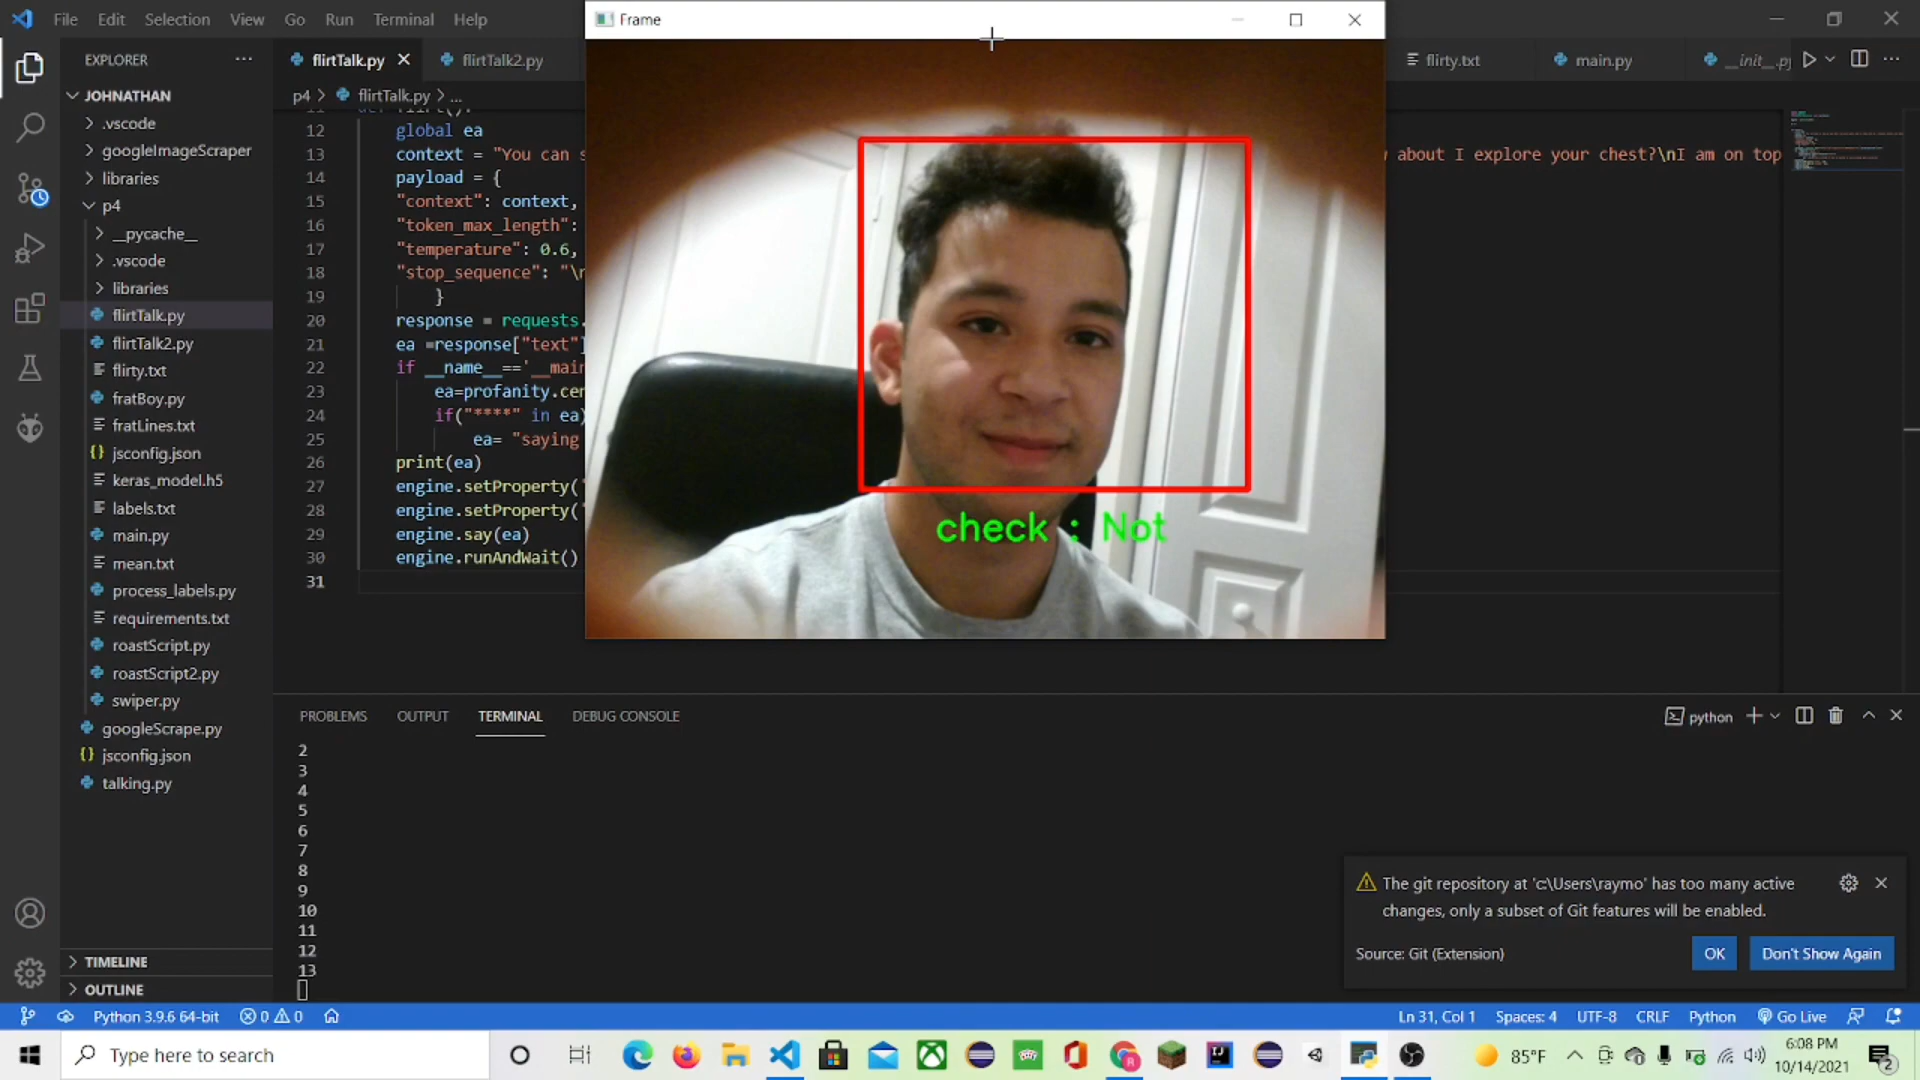 File Edit Selection View Go Run Terminal Help
Frame
EXPLORER
flirtTalk.py
flirtTalk2.py
flirty.txt
main.py
__init__.py
JOHNATHAN
p4 > flirtTalk.py > ...
.vscode
googleImageScraper
libraries
p4
__pycache__
.vscode
libraries
flirtTalk.py
flirtTalk2.py
flirty.txt
fratBoy.py
fratLines.txt
jsconfig.json
keras_model.h5
labels.txt
main.py
mean.txt
process_labels.py
requirements.txt
roastScript.py
roastScript2.py
swiper.py
googleScrape.py
jsconfig.json
talking.py
TIMELINE
OUTLINE
12 global ea
13 context = "You can s about I explore your chest?\nI am on top
14 payload = {
15 "context": context,
16 "token_max_length":
17 "temperature": 0.6,
18 "stop_sequence": "\n
19 }
20 response = requests.
21 ea =response["text"]
22 if __name__=='__main
23 ea=profanity.cen
24 if("****" in ea)
25 ea= "saying
26 print(ea)
27 engine.setProperty('
28 engine.setProperty('
29 engine.say(ea)
30 engine.runAndWait()
31
check : Not
PROBLEMS OUTPUT TERMINAL DEBUG CONSOLE
python
2
3
4
5
6
7
8
9
10
11
12
13
The git repository at 'c:\Users\raymo' has too many active
changes, only a subset of Git features will be enabled.
Source: Git (Extension)
OK
Don't Show Again
Python 3.9.6 64-bit 0 0
Ln 31, Col 1 Spaces: 4 UTF-8 CRLF Python Go Live
Type here to search
85°F
6:08 PM
10/14/2021
2